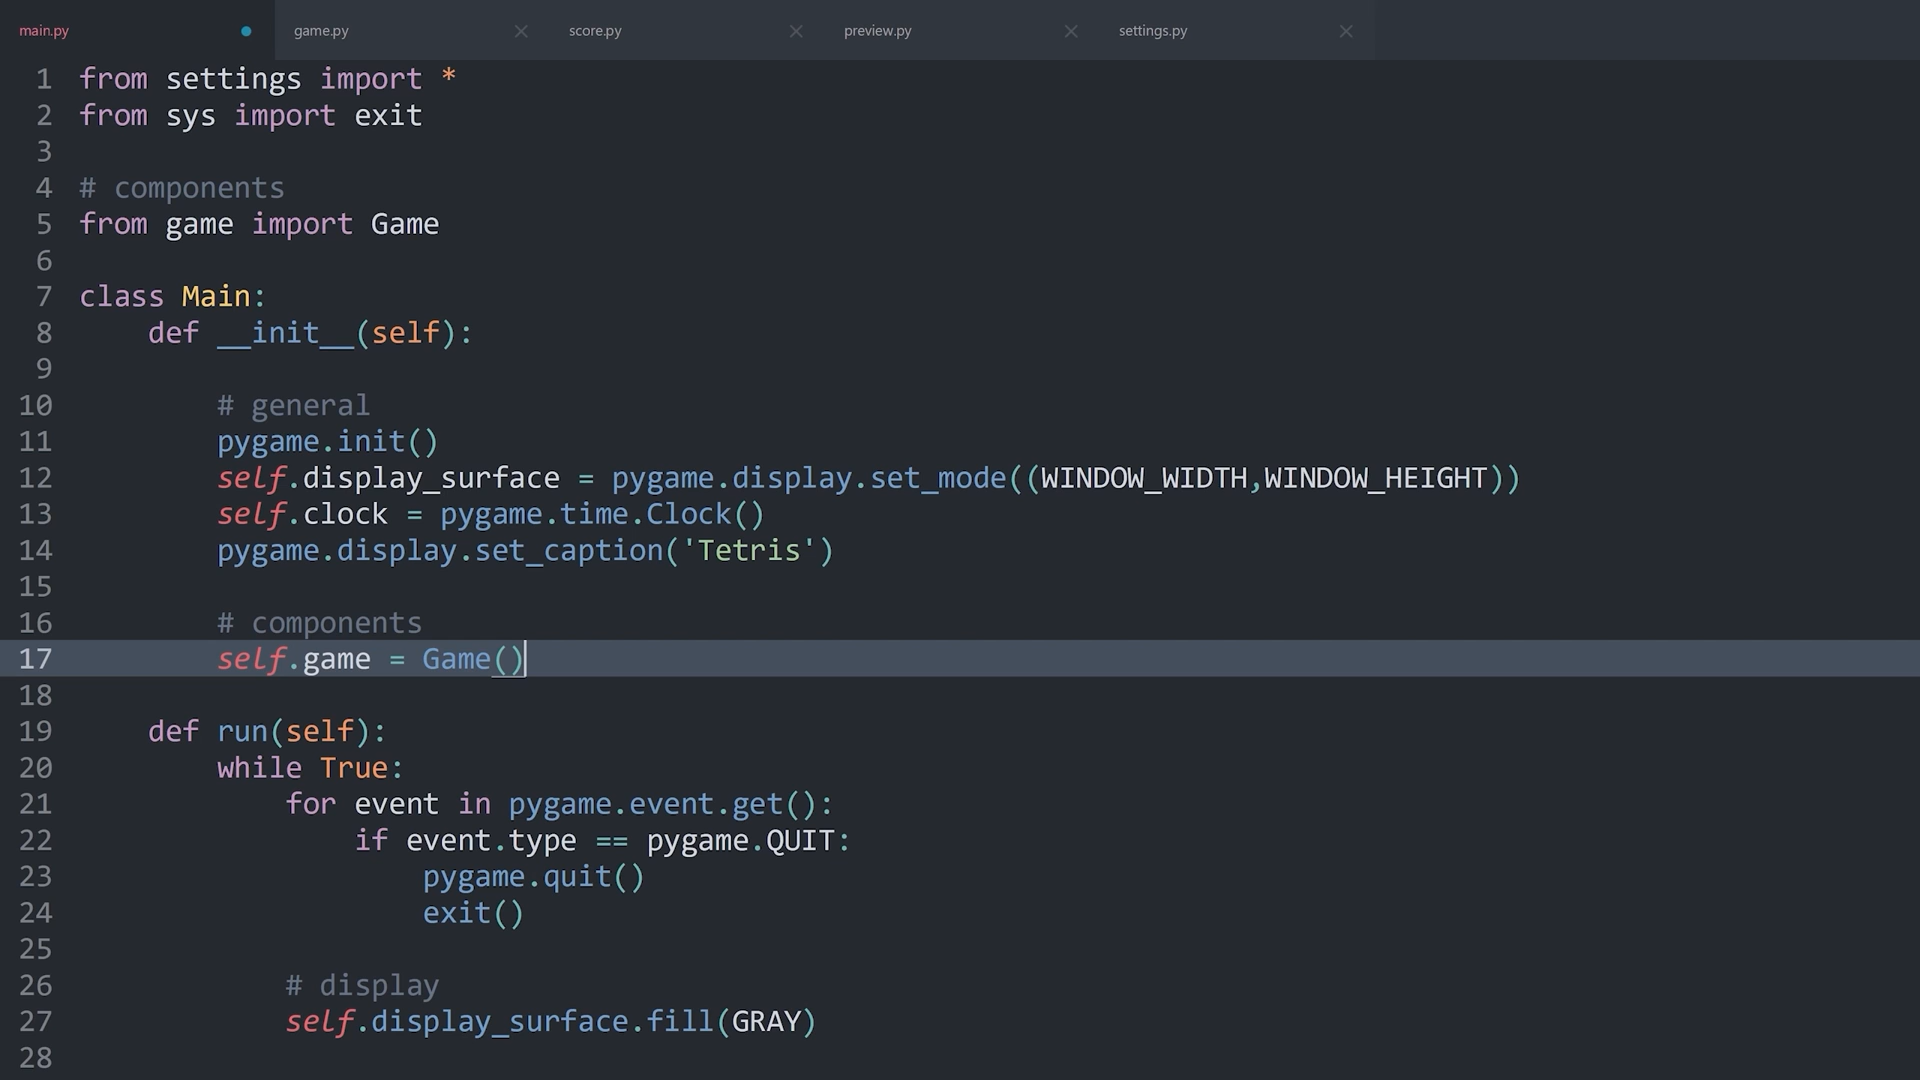 main.py game.py score.py preview.py settings.py
1 from settings import *
2 from sys import exit
3
4 # components
5 from game import Game
6
7 class Main:
8     def __init__(self):
9
10         # general
11         pygame.init()
12         self.display_surface = pygame.display.set_mode((WINDOW_WIDTH,WINDOW_HEIGHT))
13         self.clock = pygame.time.Clock()
14         pygame.display.set_caption('Tetris')
15
16         # components
17         self.game = Game()
18
19     def run(self):
20         while True:
21             for event in pygame.event.get():
22                 if event.type == pygame.QUIT:
23                     pygame.quit()
24                     exit()
25
26             # display
27             self.display_surface.fill(GRAY)
28